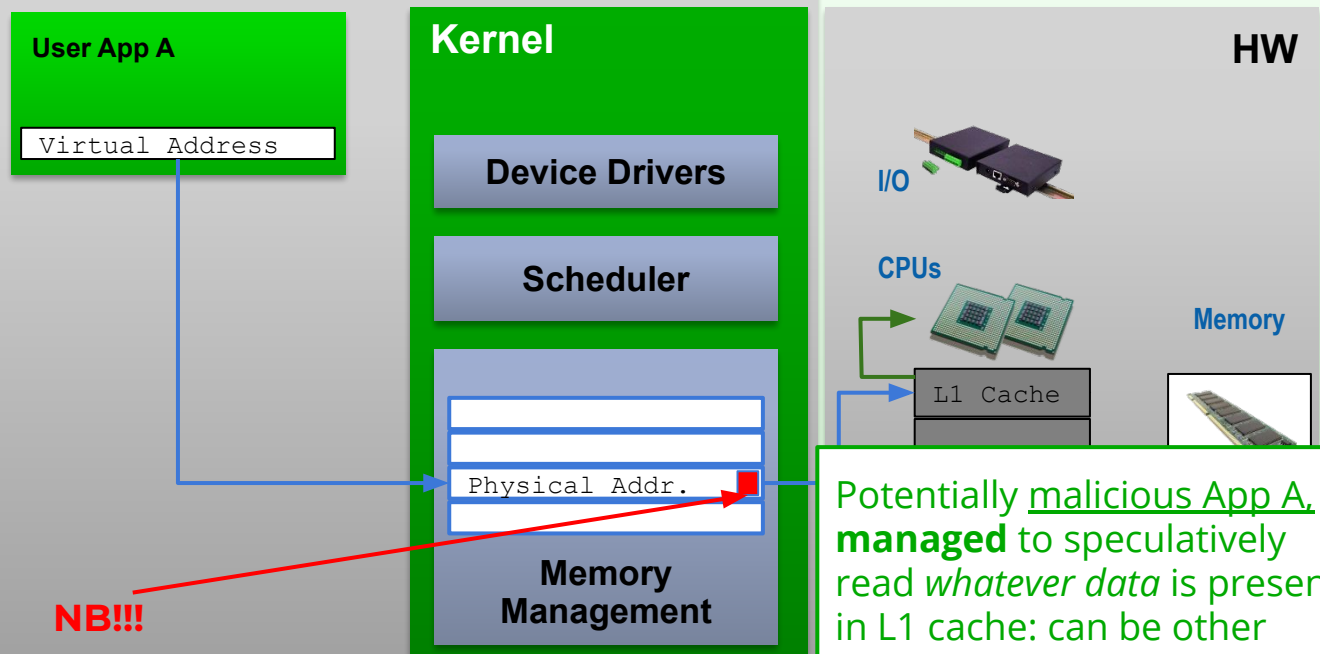 User App A
Virtual Address
Kernel
Device Drivers
Scheduler
Physical Addr.
Memory
Management
NB!!!
HW
I/O
CPUs
Memory
L1 Cache
Potentially malicious App A,
managed to speculatively
read whatever data is presen
in L1 cache: can be other